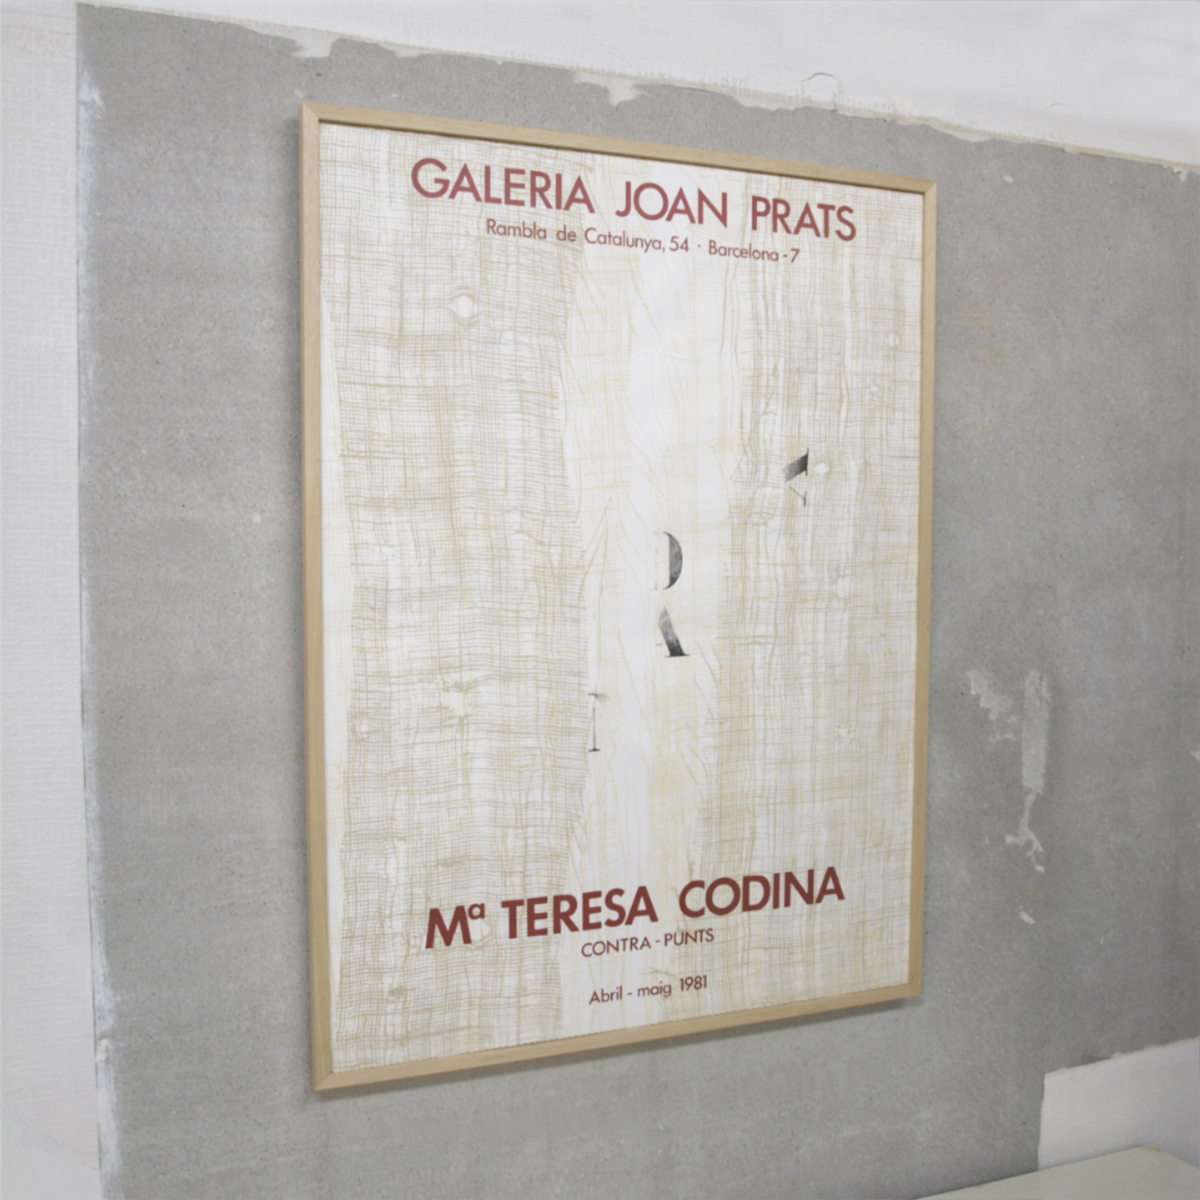 GALERIA JOAN PRATS
Rambla de Catalunya, 54 · Barcelona - 7
A
D
R
I
Mª TERESA CODINA
CONTRA - PUNTS
Abril - maig 1981